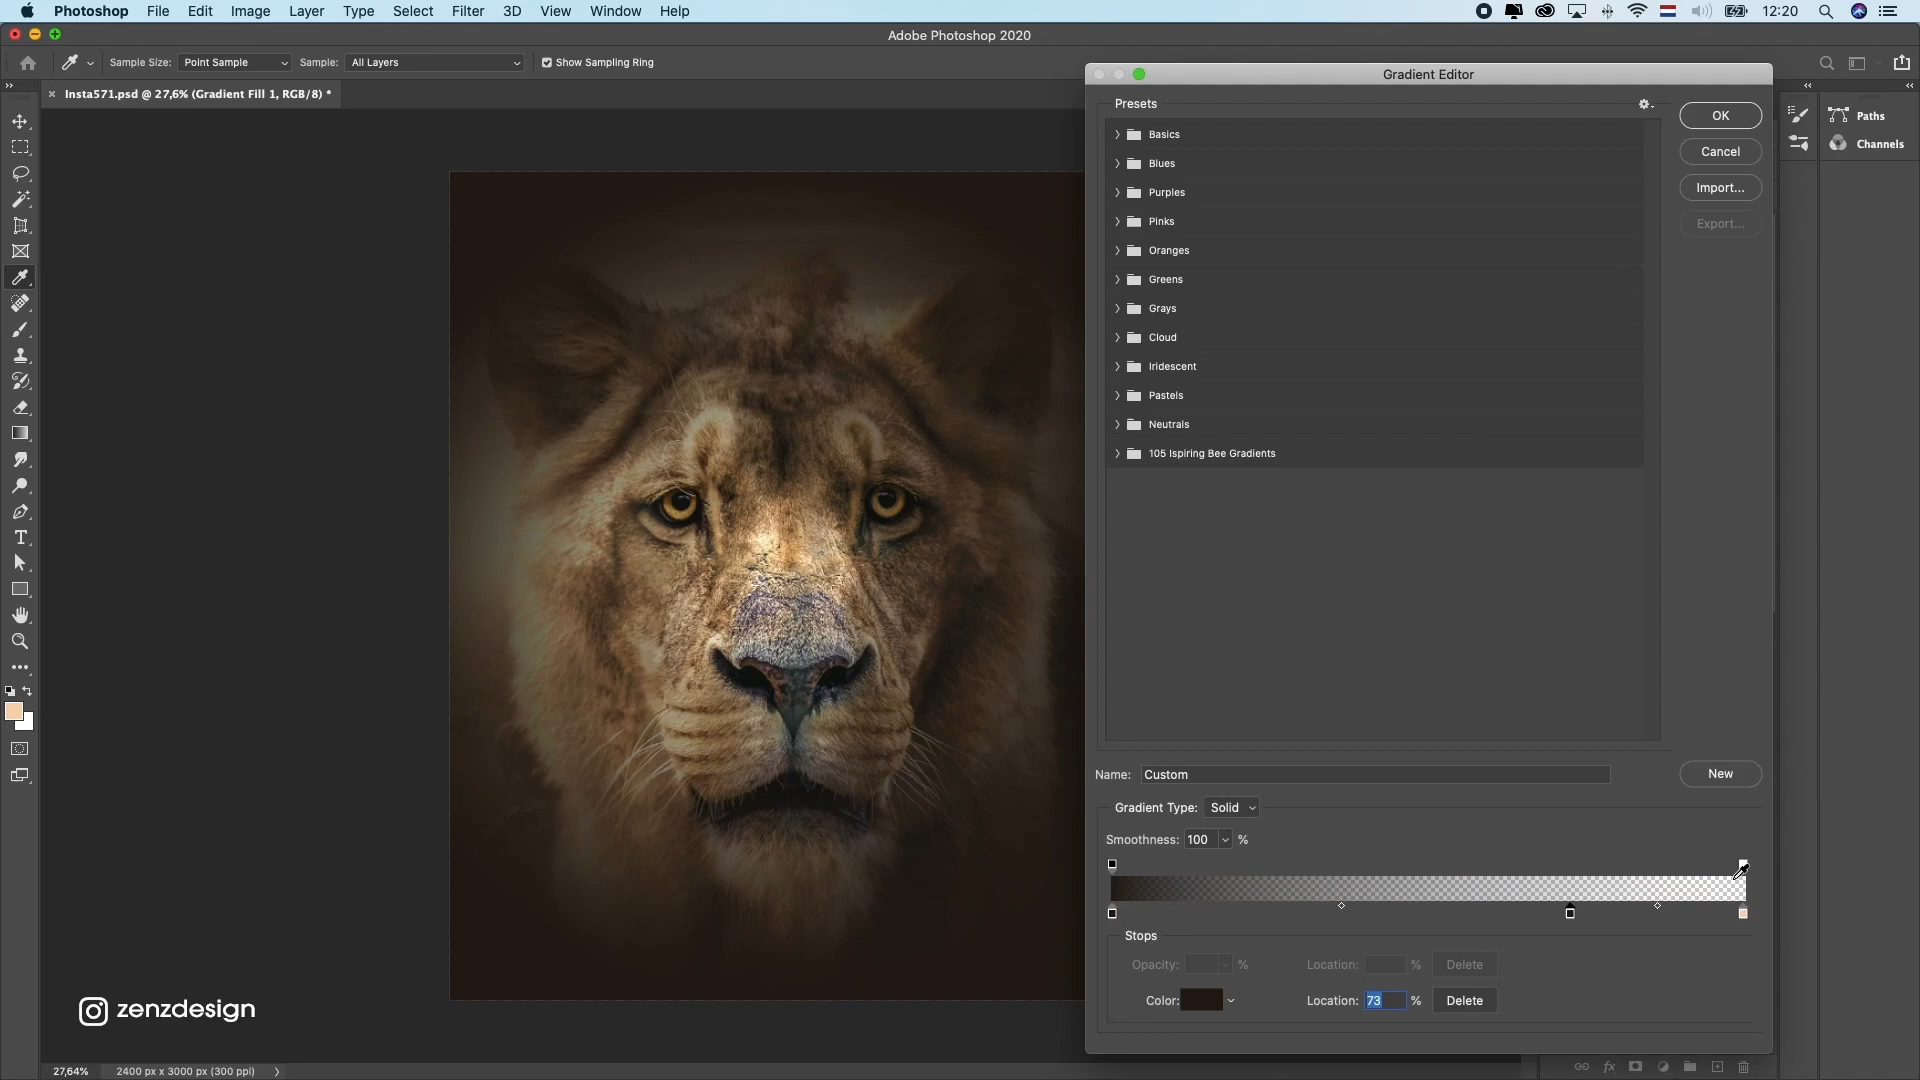 Photoshop File Edit Image Layer Type Select Filter 3D View Window Help 12:20
Adobe Photoshop 2020
Sample Size: Point Sample Sample: All Layers Show Sampling Ring
Insta571.psd @ 27,6% (Gradient Fill 1, RGB/8) *
Gradient Editor
Presets
Basics
Blues
Purples
Pinks
Oranges
Greens
Grays
Cloud
Iridescent
Pastels
Neutrals
105 Ispiring Bee Gradients
OK
Cancel
Import...
Export...
Paths
Channels
Name: Custom
New
Gradient Type: Solid
Smoothness: 100 %
Stops
Opacity: % Location: % Delete
Color: Location: 73 % Delete
zenzdesign
27,64% 2400 px x 3000 px (300 ppi)
fx